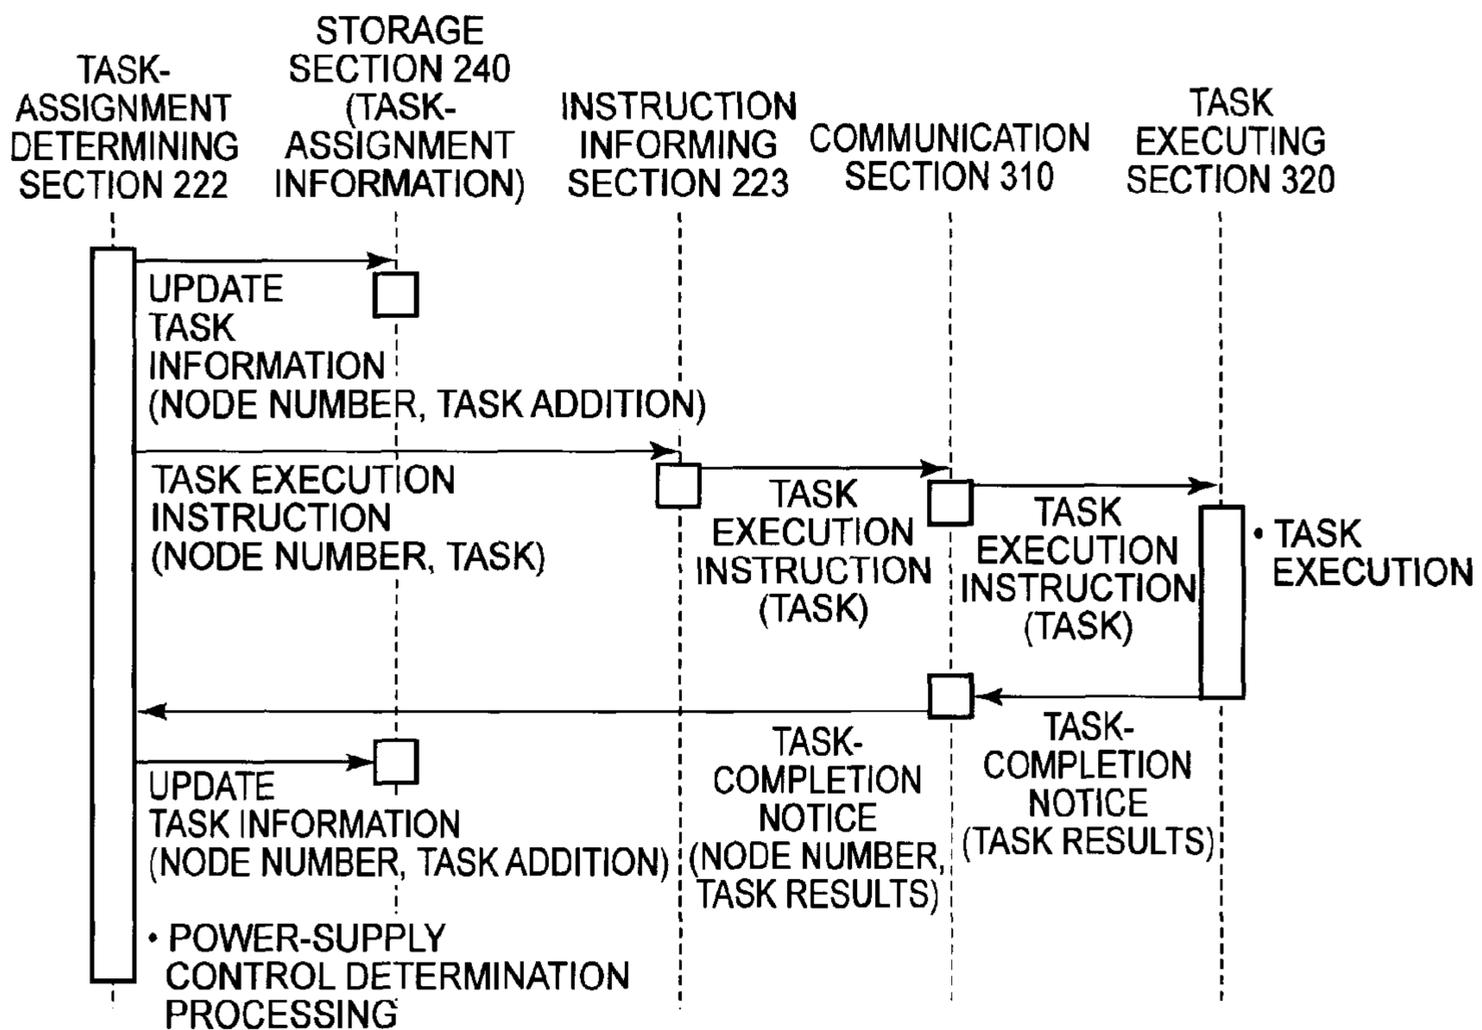 TASK-
ASSIGNMENT
DETERMINING
SECTION 222
STORAGE
SECTION 240
(TASK-
ASSIGNMENT
INFORMATION)
INSTRUCTION
INFORMING
SECTION 223
COMMUNICATION
SECTION 310
TASK
EXECUTING
SECTION 320
UPDATE
TASK
INFORMATION
(NODE NUMBER, TASK ADDITION)
TASK EXECUTION
INSTRUCTION
(NODE NUMBER, TASK)
TASK
EXECUTION
INSTRUCTION
(TASK)
TASK
EXECUTION
INSTRUCTION
(TASK)
• TASK
EXECUTION
TASK-
COMPLETION
NOTICE
(TASK RESULTS)
TASK-
COMPLETION
NOTICE
(NODE NUMBER,
TASK RESULTS)
UPDATE
TASK INFORMATION
(NODE NUMBER, TASK ADDITION)
• POWER-SUPPLY
CONTROL DETERMINATION
PROCESSING